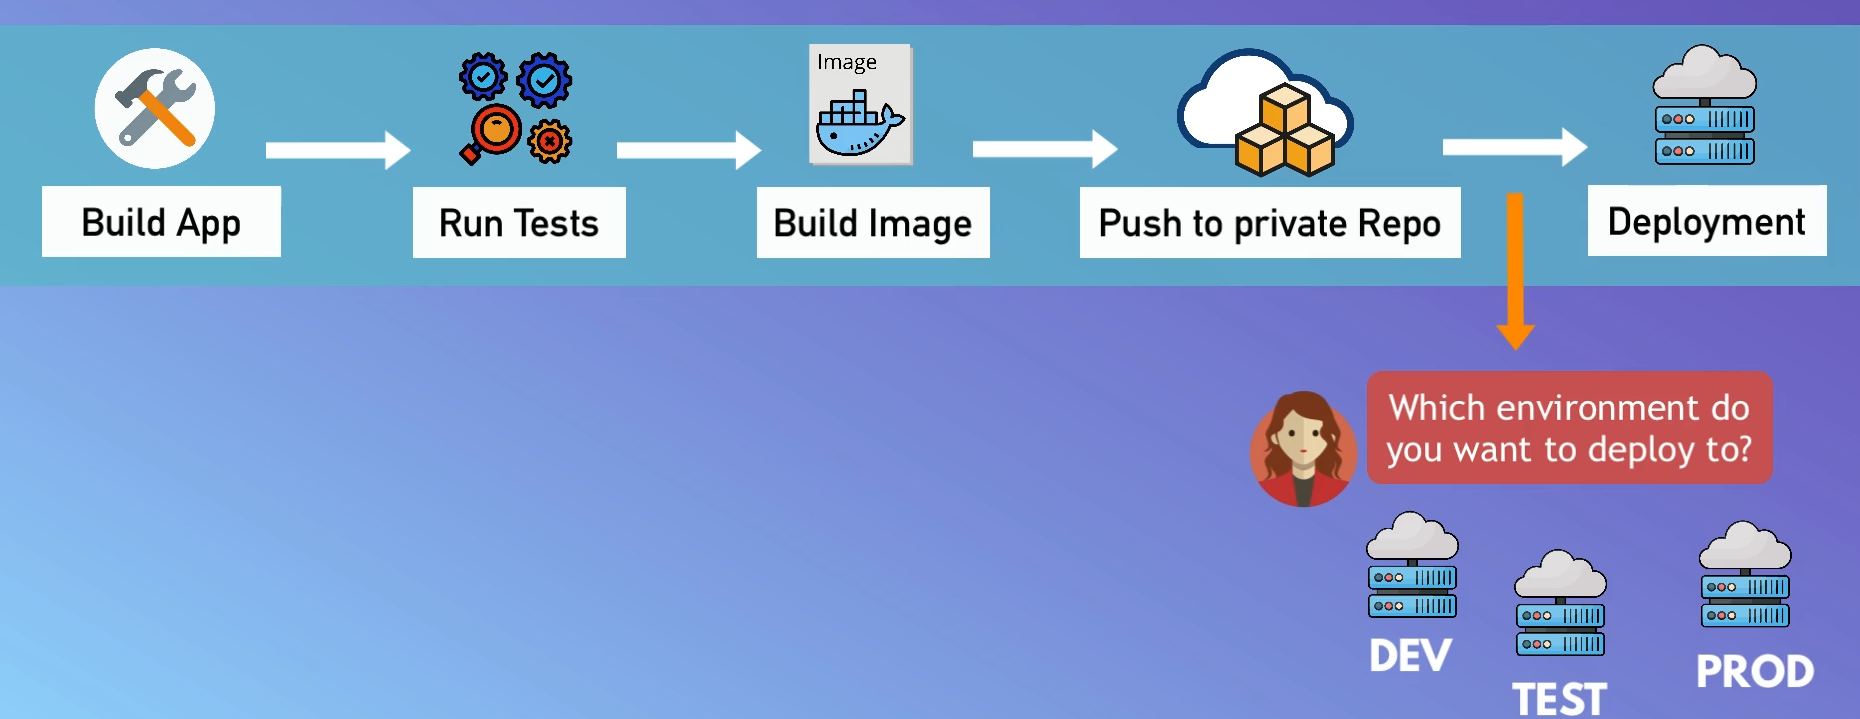 Image
Build App
Run Tests
Build Image
Push to private Repo
Deployment
Which environment do
you want to deploy to?
DEV
TEST
PROD